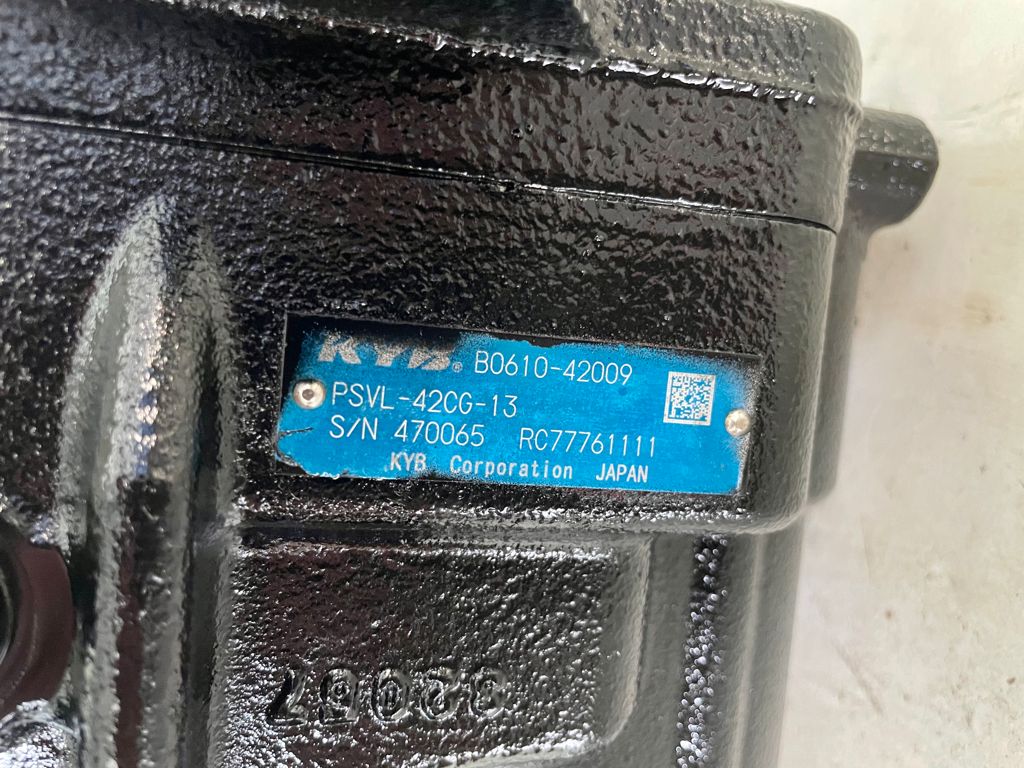 KYB® B0610-42009
PSVL-42CG-13
S/N 470065 RC77761111
KYB Corporation JAPAN